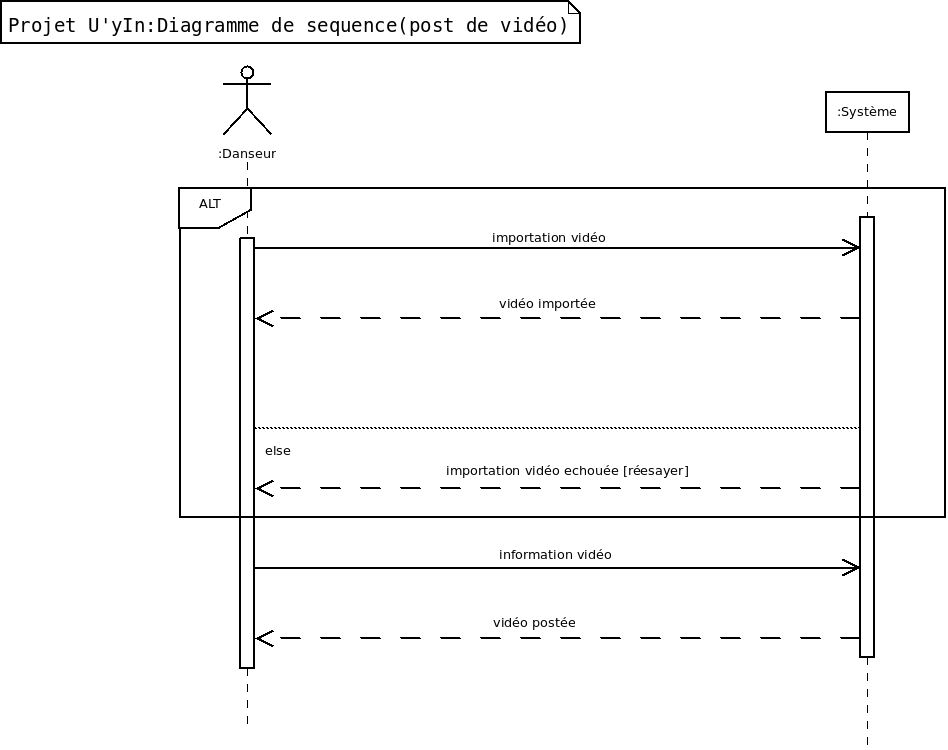 Projet U'yIn:Diagramme de sequence(post de vidéo)
:Système
:Danseur
ALT
importation vidéo
vidéo importée
else
importation vidéo echouée [réesayer]
information vidéo
vidéo postée